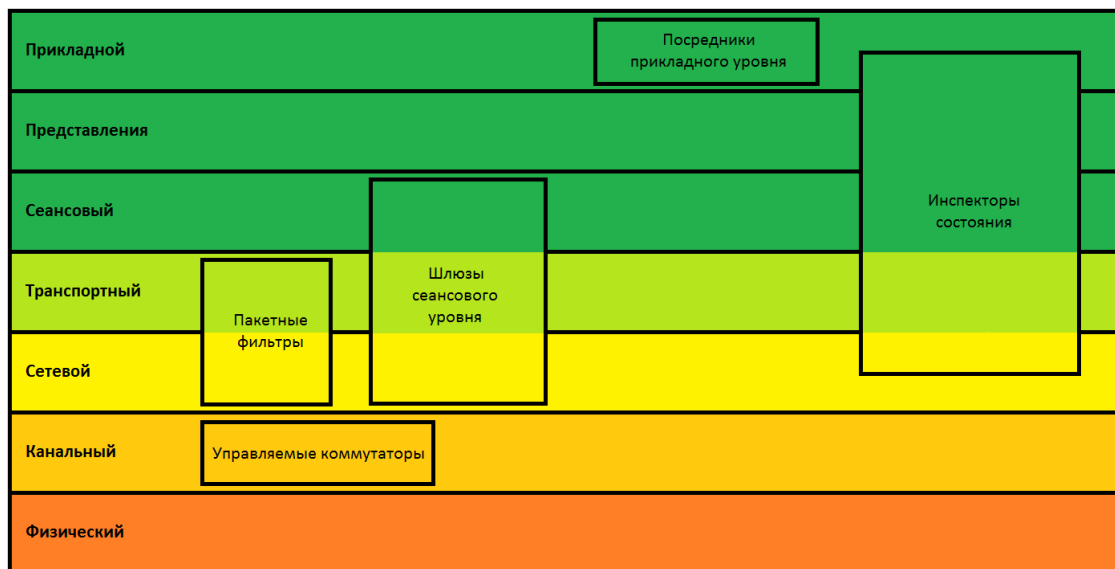 Прикладной
Посредники
прикладного уровня
Представления
Сеансовый
Инспекторы
состояния
Транспортный
Шлюзы
сеансового
уровня
Пакетные
фильтры
Сетевой
Канальный
Управляемые коммутаторы
Физический